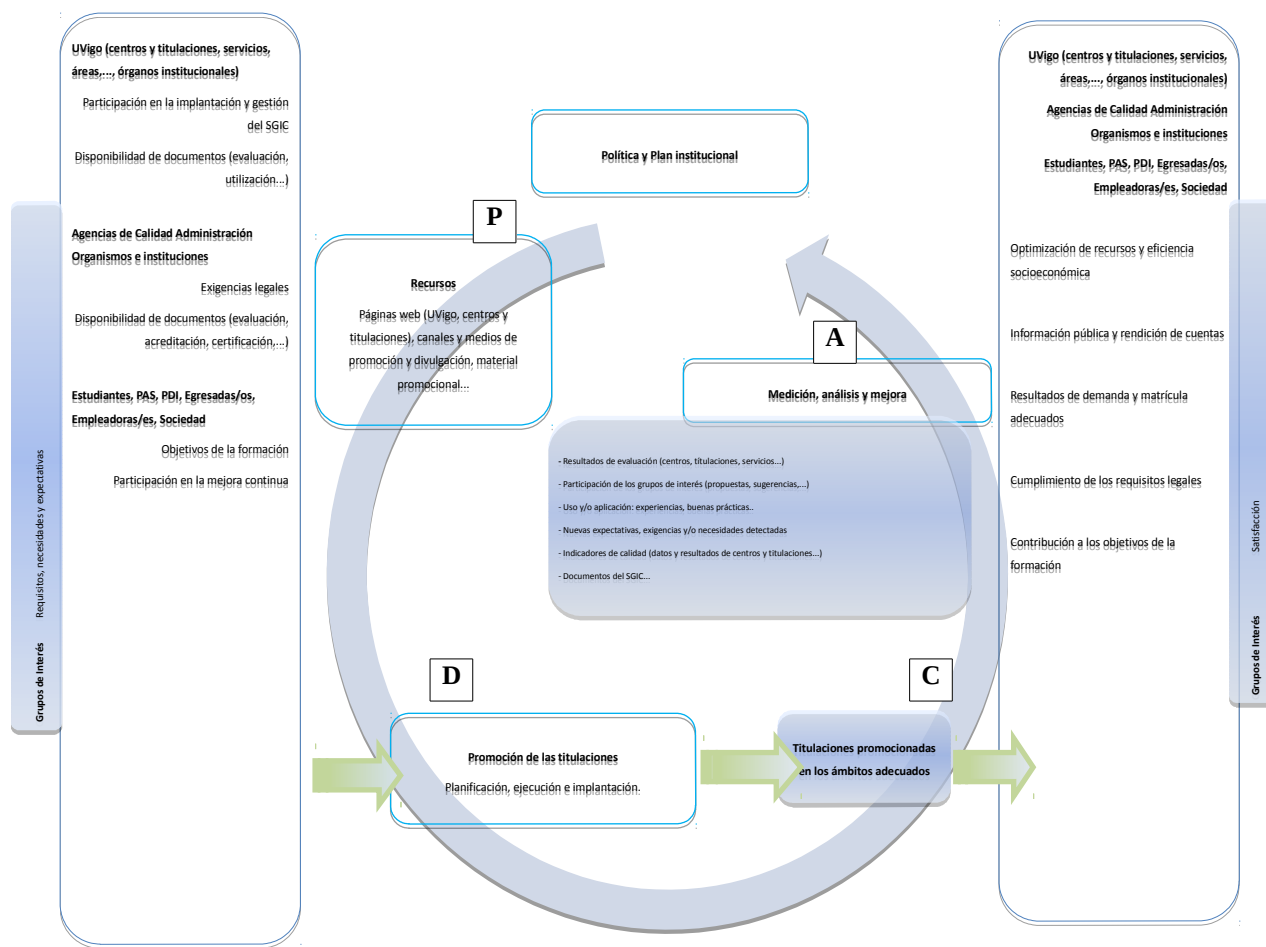 UVigo (centros y titulaciones, servicios,
áreas,..., órganos institucionales)
Participación en la implantación y gestión
del SGIC
Disponibilidad de documentos (evaluación,
utilización...)
Agencias de Calidad Administración
Organismos e instituciones
Exigencias legales
Disponibilidad de documentos (evaluación,
acreditación, certificación,...)
Estudiantes, PAS, PDI, Egresadas/os,
Empleadoras/es, Sociedad
Objetivos de la formación
Participación en la mejora continua
Grupos de Interés Requisitos, necesidades y expectativas
Política y Plan institucional
P
Recursos
Páginas web (UVigo, centros y
titulaciones), canales y medios de
promoción y divulgación, material
promocional...
A
Medición, análisis y mejora
- Resultados de evaluación (centros, titulaciones, servicios...)
- Participación de los grupos de interés (propuestas, sugerencias,...)
- Uso y/o aplicación: experiencias, buenas prácticas..
- Nuevas expectativas, exigencias y/o necesidades detectadas
- Indicadores de calidad (datos y resultados de centros y titulaciones...)
- Documentos del SGIC...
D
Promoción de las titulaciones
Planificación, ejecución e implantación.
C
Titulaciones promocionadas
en los ámbitos adecuados
UVigo (centros y titulaciones, servicios,
áreas,..., órganos institucionales)
Agencias de Calidad Administración
Organismos e instituciones
Estudiantes, PAS, PDI, Egresadas/os,
Empleadoras/es, Sociedad
Optimización de recursos y eficiencia
socioeconómica
Información pública y rendición de cuentas
Resultados de demanda y matrícula
adecuados
Cumplimiento de los requisitos legales
Contribución a los objetivos de la
formación
Grupos de Interés Satisfacción